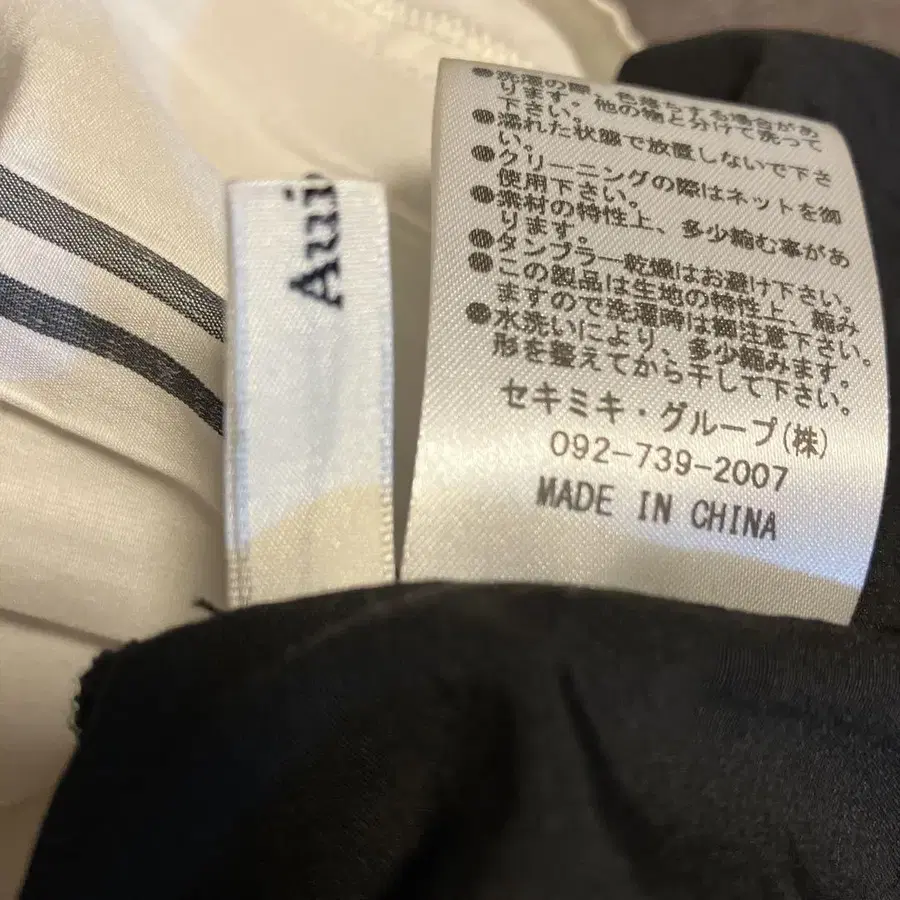 Aui
●洗濯の際、色落ちする場合があ
ります。他の物と分けて洗って
下さい。
●濡れた状態で放置しないで下さ
い。
●クリーニングの際はネットを御
使用下さい。
●素材の特性上、多少縮む事があ
ります。
●タンブラー乾燥はお避け下さい。
●この製品は生地の特性上、縮み
ますので洗濯時は御注意下さい。
●水洗いにより、多少縮みます。
形を整えてから干して下さい。
セキミキ・グループ(株)
092-739-2007
MADE IN CHINA